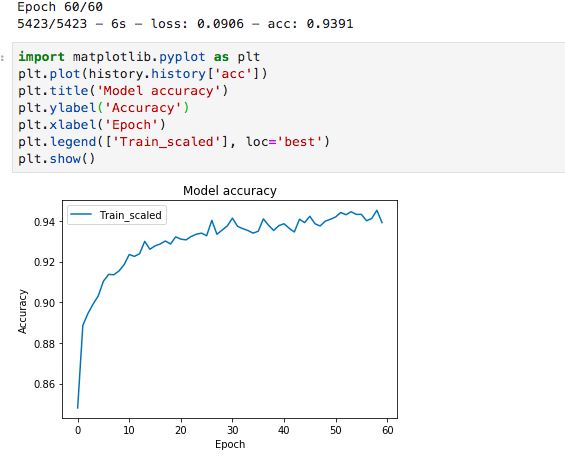 Epoch 60/60
5423/5423 - 6s - loss: 0.0906 - acc: 0.9391
import matplotlib.pyplot as plt
plt.plot(history.history['acc'])
plt.title('Model accuracy')
plt.ylabel('Accuracy')
plt.xlabel('Epoch')
plt.legend(['Train_scaled'], loc='best')
plt.show()
Model accuracy
Train_scaled
0.94
0.92
0.90
0.88
0.86
Accuracy
0 10 20 30 40 50 60
Epoch